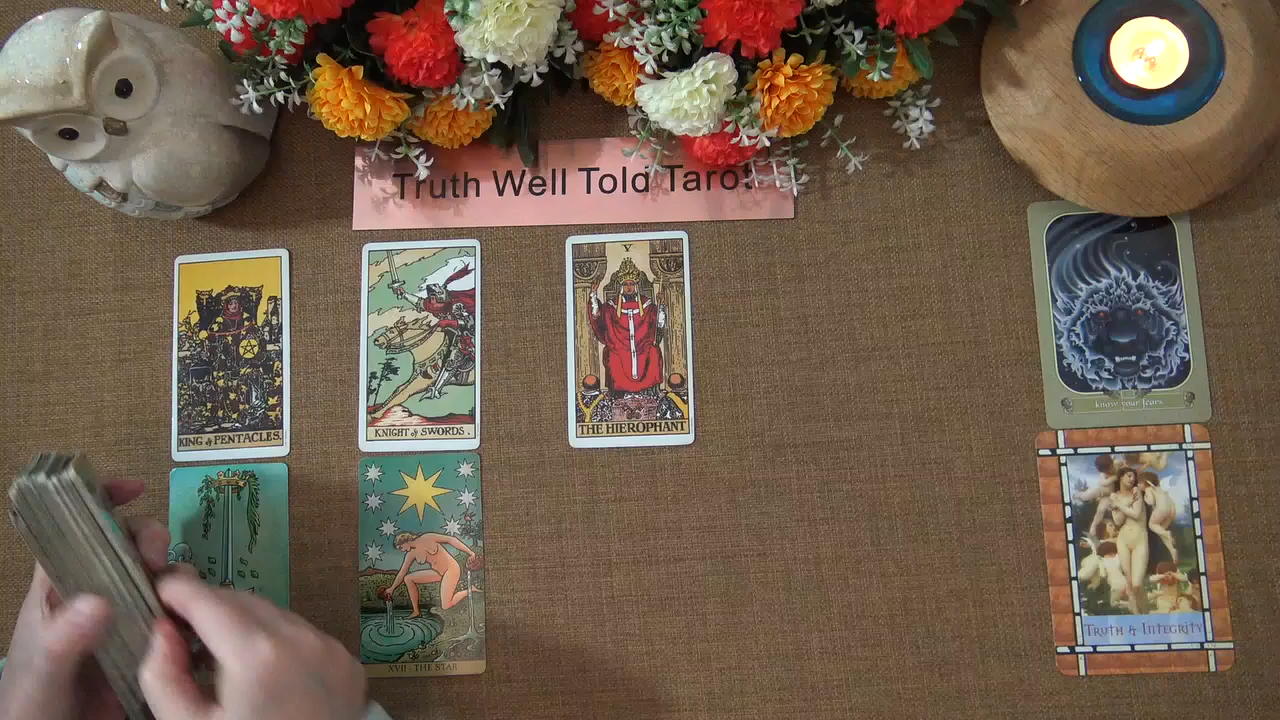 Truth Well Told Tarot
V
KING of PENTACLES.
KNIGHT of SWORDS.
THE HIEROPHANT
know your fears
XVII - THE STAR
TRUTH & INTEGRITY